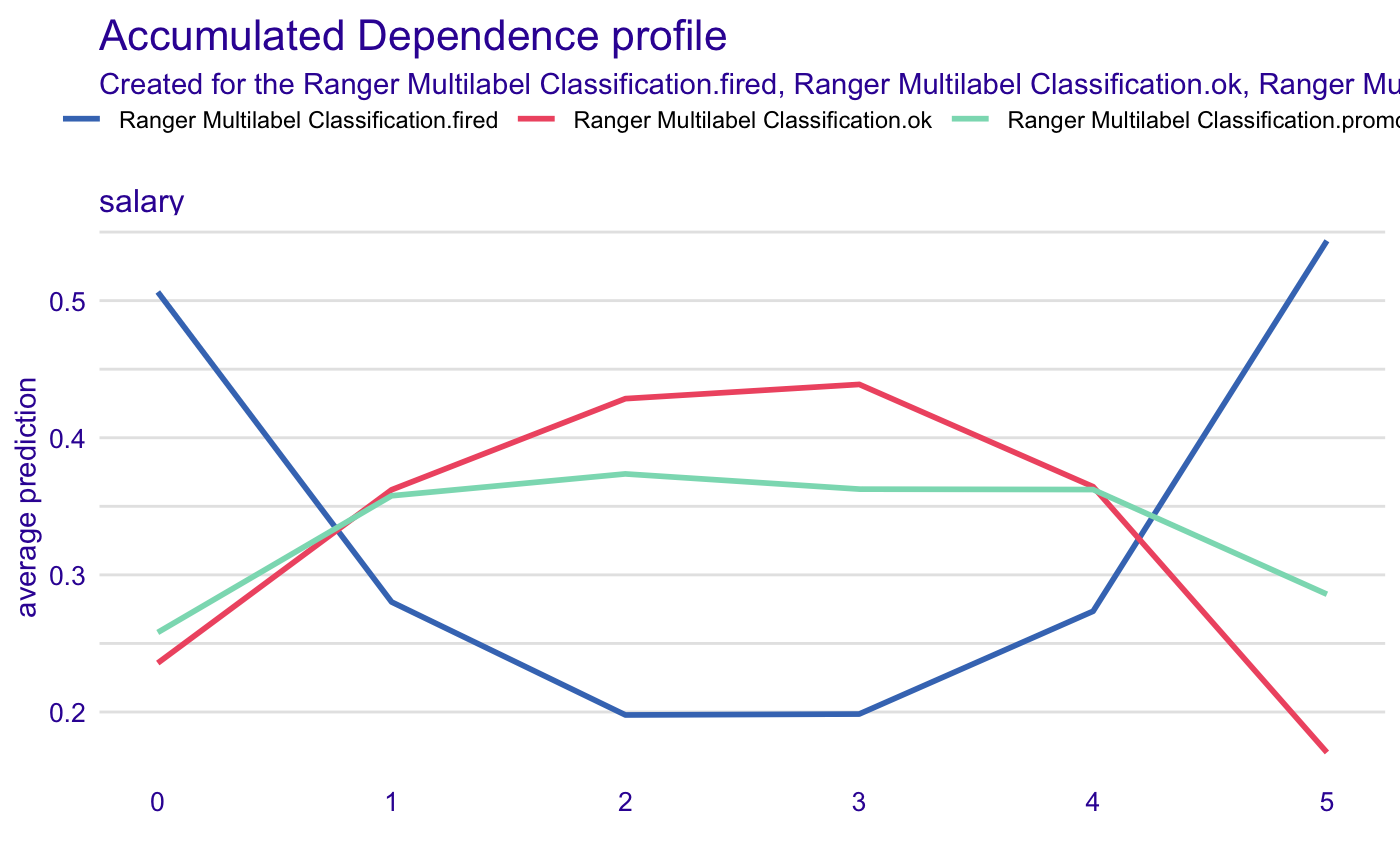 Accumulated Dependence profile
Created for the Ranger Multilabel Classification.fired, Ranger Multilabel Classification.ok, Ranger Mu
Ranger Multilabel Classification.fired Ranger Multilabel Classification.ok Ranger Multilabel Classification.promo
salary
0.5
0.4
0.3
0.2
average prediction
0 1 2 3 4 5